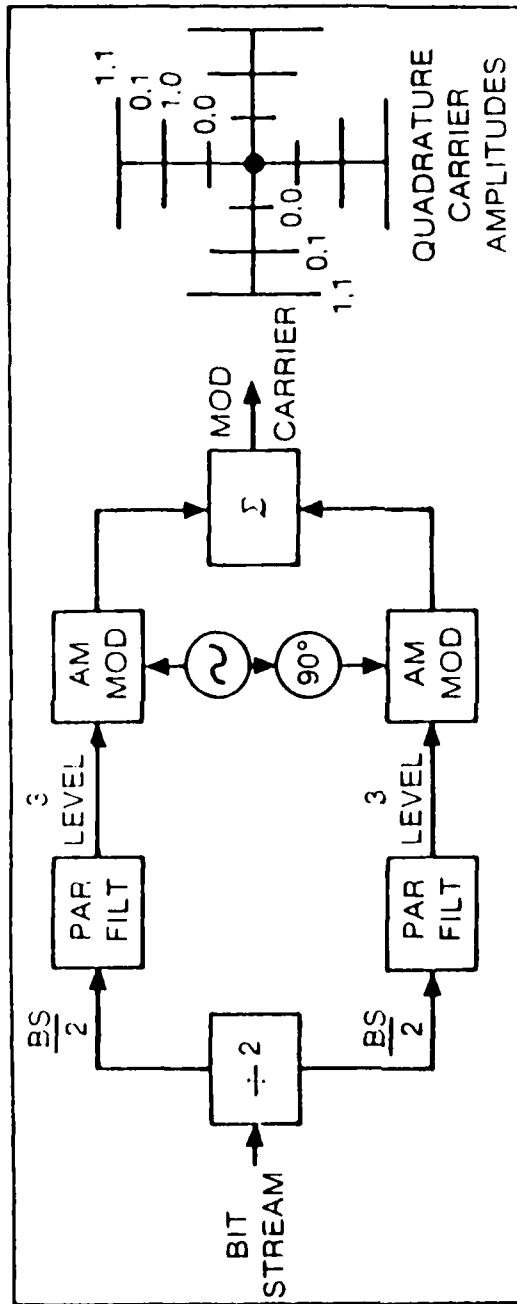 BIT
STREAM
÷ 2
BS
2
BS
2
PAR
FILT
PAR
FILT
3
LEVEL
3
LEVEL
AM
MOD
~
90°
AM
MOD
Σ
MOD
CARRIER
1.1
0.1
1.0
0.0
0.0
0.1
1.1
QUADRATURE
CARRIER
AMPLITUDES